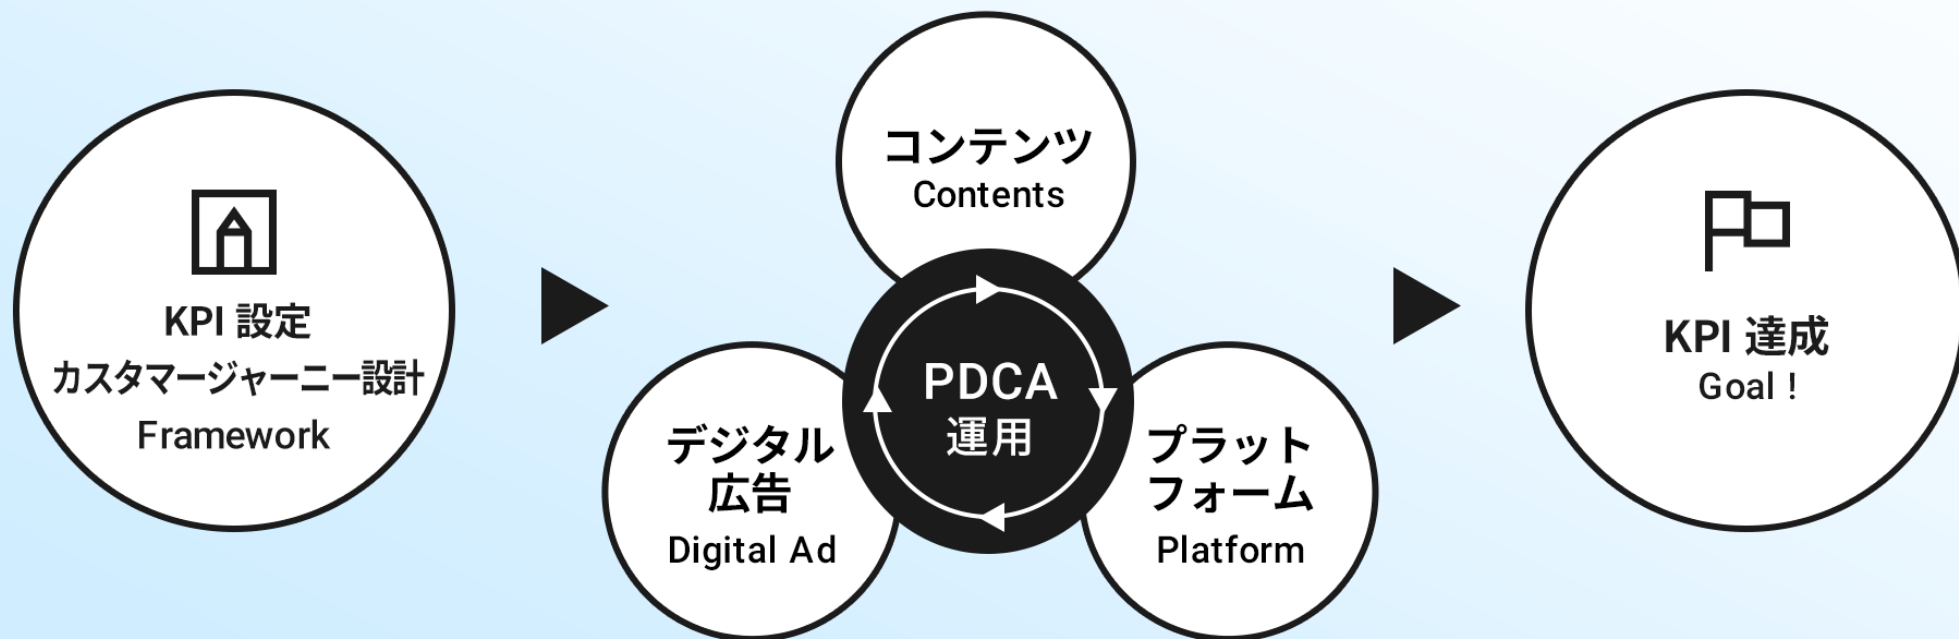 KPI 設定
カスタマージャーニー設計
Framework
コンテンツ
Contents
PDCA
運用
デジタル
広告
Digital Ad
プラット
フォーム
Platform
KPI 達成
Goal !